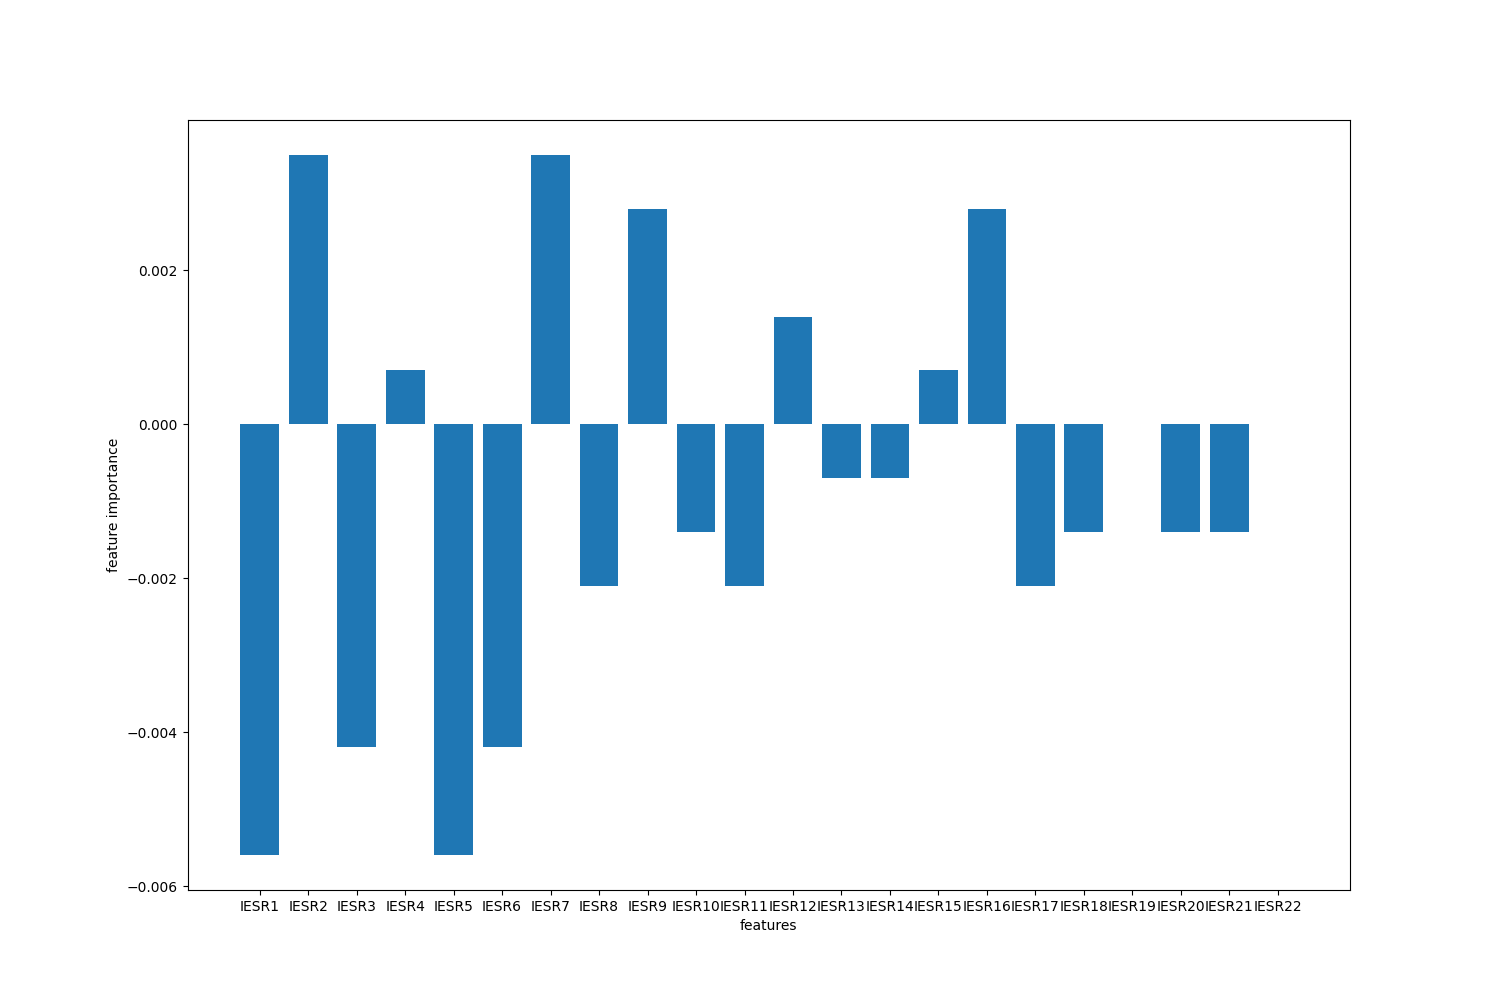 0.002
0.000
−0.002
−0.004
−0.006
feature importance
IESR1 IESR2 IESR3 IESR4 IESR5 IESR6 IESR7 IESR8 IESR9 IESR10 IESR11 IESR12 IESR13 IESR14 IESR15 IESR16 IESR17 IESR18 IESR19 IESR20 IESR21 IESR22
features